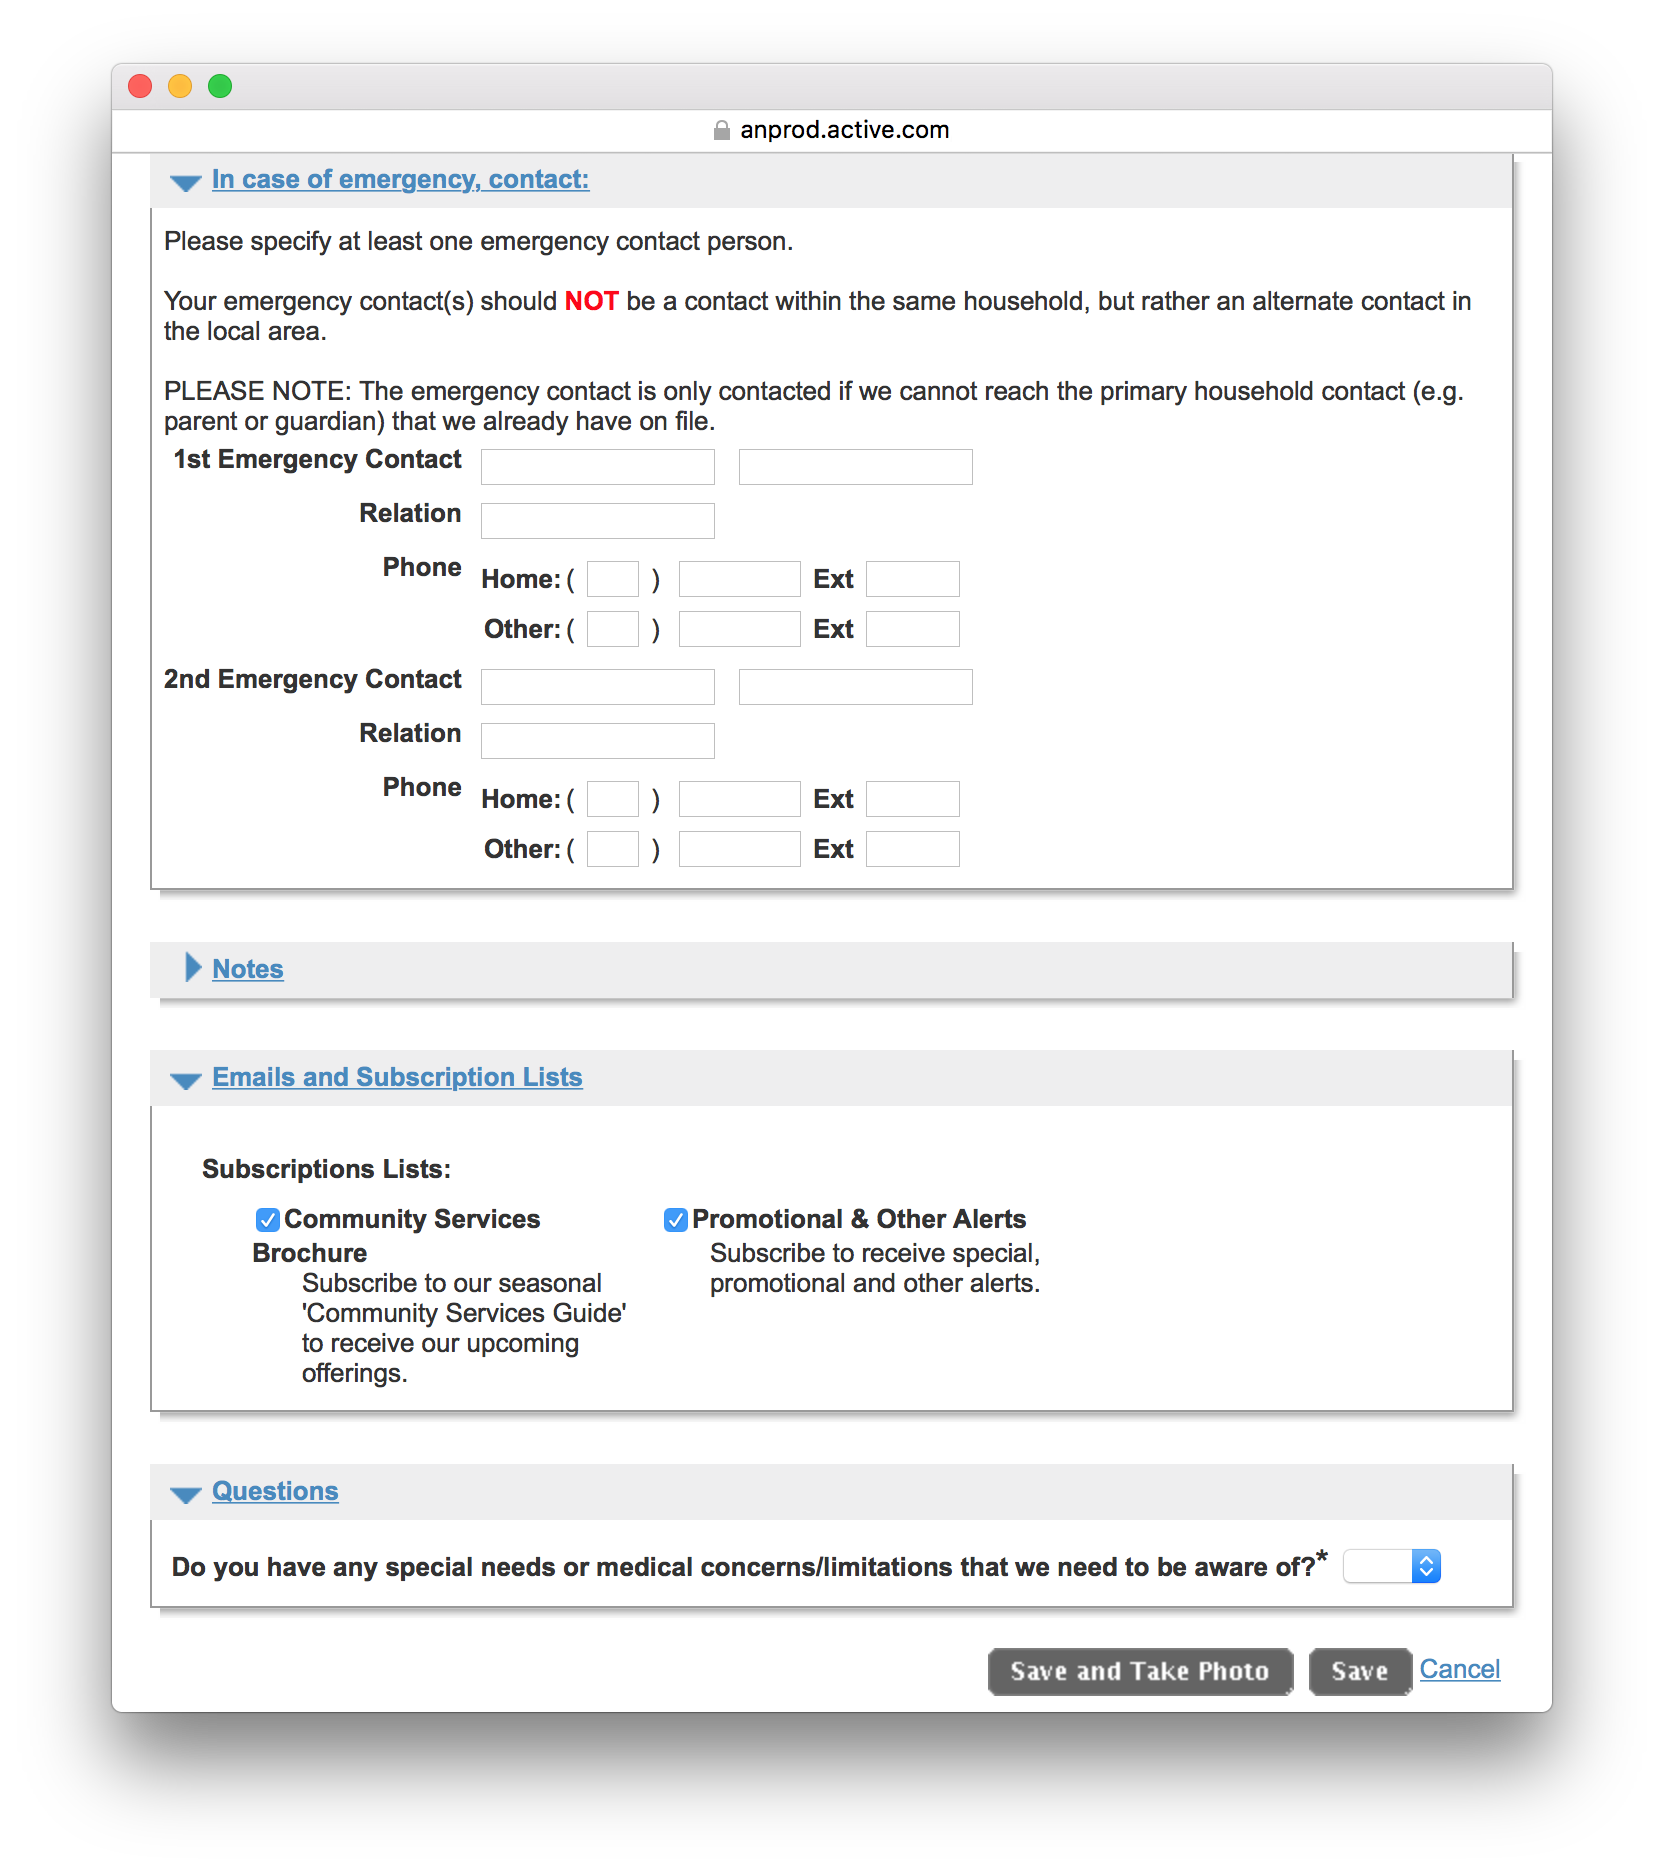 anprod.active.com
In case of emergency, contact:
Please specify at least one emergency contact person.
Your emergency contact(s) should NOT be a contact within the same household, but rather an alternate contact in
the local area.
PLEASE NOTE: The emergency contact is only contacted if we cannot reach the primary household contact (e.g.
parent or guardian) that we already have on file.
1st Emergency Contact
Relation
Phone
Home: ( ) Ext
Other: ( ) Ext
2nd Emergency Contact
Relation
Phone
Home: ( ) Ext
Other: ( ) Ext
Notes
Emails and Subscription Lists
Subscriptions Lists:
Community Services
Brochure
Subscribe to our seasonal
'Community Services Guide'
to receive our upcoming
offerings.
Promotional & Other Alerts
Subscribe to receive special,
promotional and other alerts.
Questions
Do you have any special needs or medical concerns/limitations that we need to be aware of?*
Save and Take Photo Save Cancel